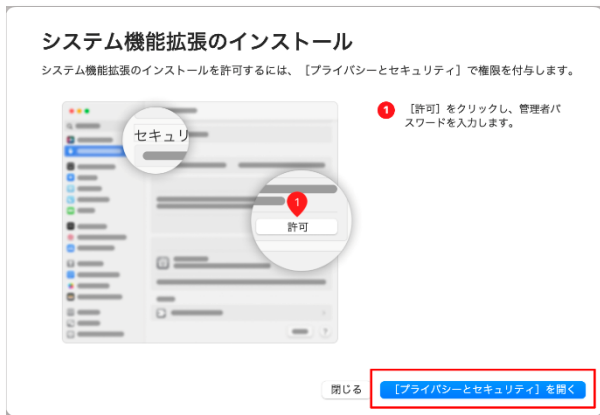 システム機能拡張のインストール
システム機能拡張のインストールを許可するには、［プライバシーとセキュリティ］で権限を付与します。
セキュリ
1
許可
1 ［許可］をクリックし、管理者パ
スワードを入力します。
?
閉じる ［プライバシーとセキュリティ］を開く